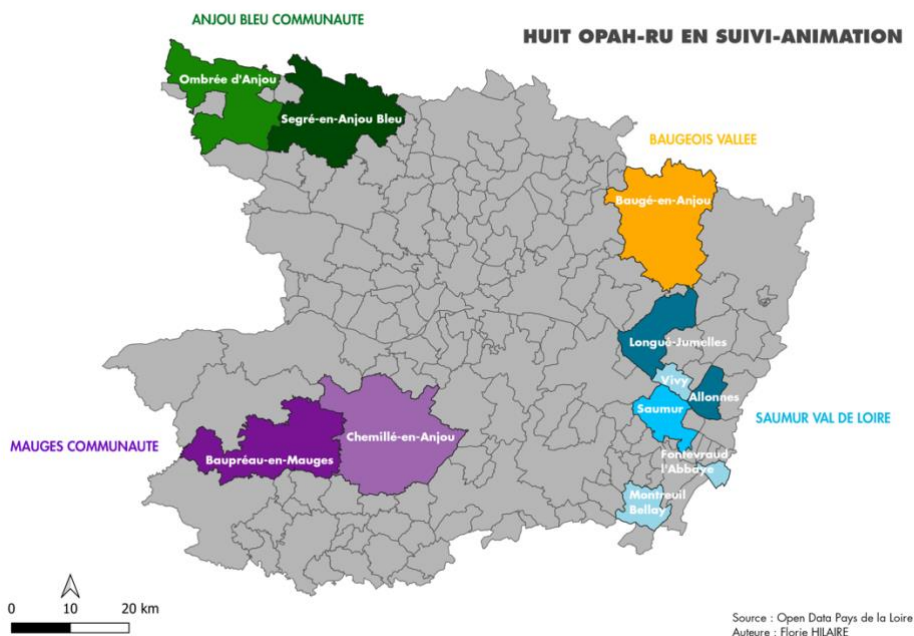 ANJOU BLEU COMMUNAUTE
HUIT OPAH-RU EN SUIVI-ANIMATION
Ombrée d'Anjou
Segré-en-Anjou Bleu
BAUGEOIS VALLEE
Baugé-en-Anjou
Longué-Jumelles
Vivy
Allonnes
Saumur
SAUMUR VAL DE LOIRE
Fontevraud
l'Abbaye
Montreuil
Bellay
MAUGES COMMUNAUTE
Chemillé-en-Anjou
Baupréau-en-Mauges
0 10 20 km
Source : Open Data Pays de la Loire
Auteure : Florie HILAIRE